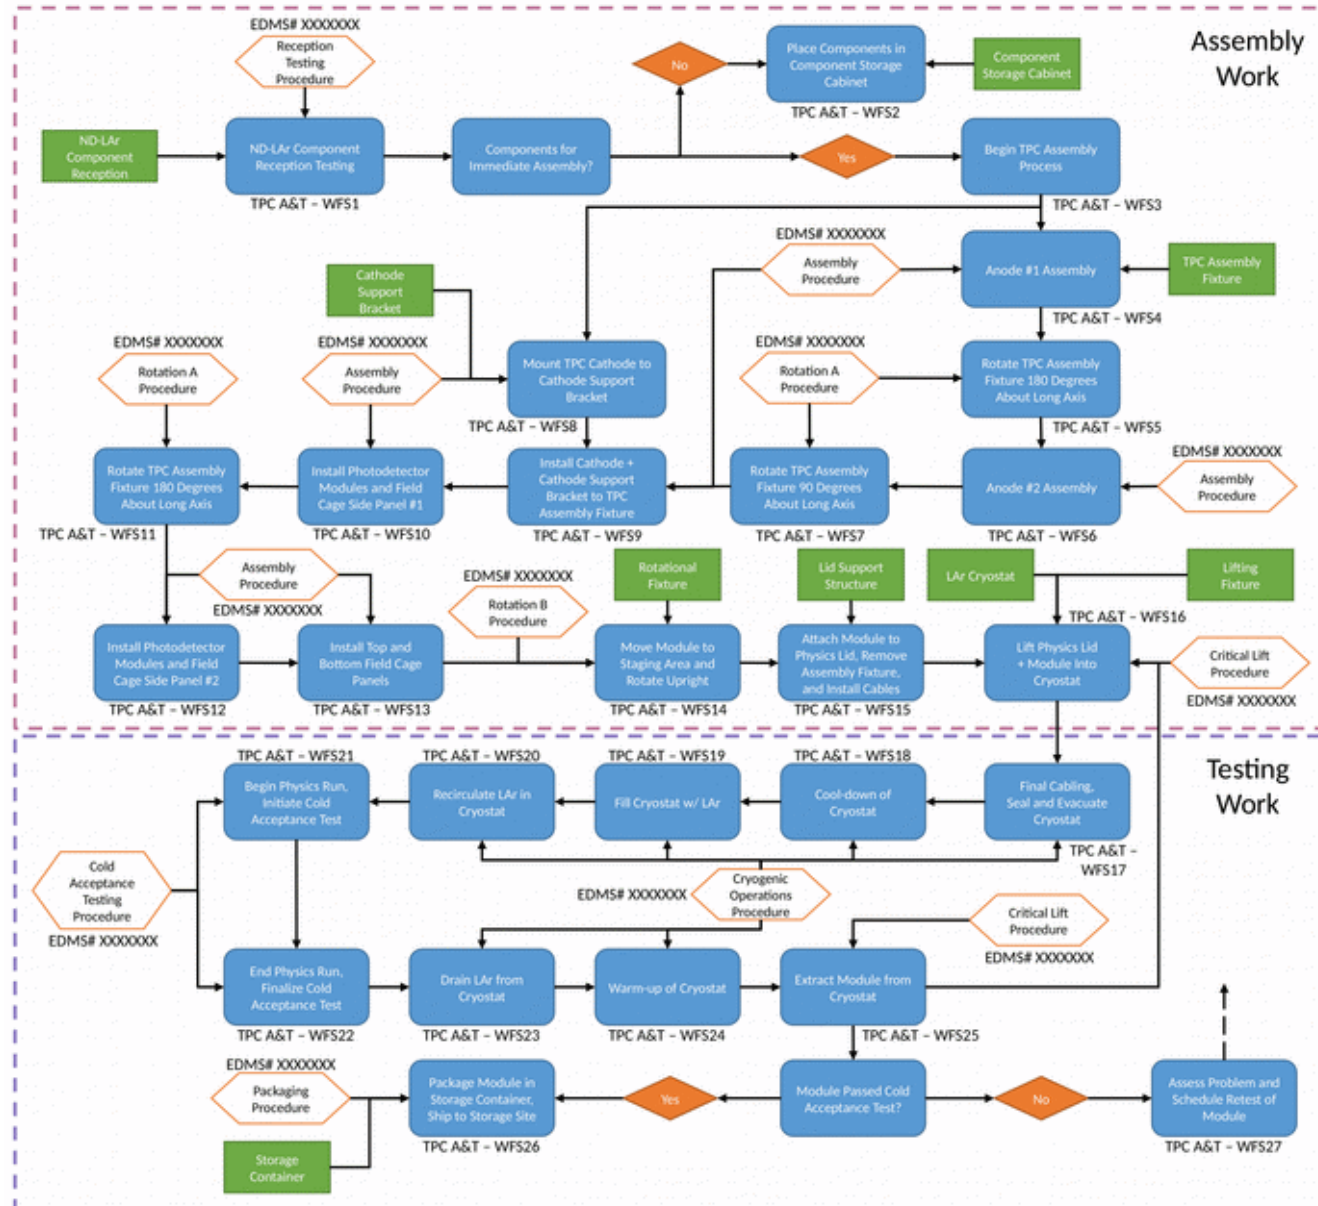 Assembly
Work
EDMS# XXXXXXX
Reception
Testing
Procedure
No
Place Components in
Component Storage
Cabinet
Component
Storage Cabinet
TPC A&T – WFS2
ND-LAr
Component
Reception
ND-LAr Component
Reception Testing
Components for
Immediate Assembly?
Yes
Begin TPC Assembly
Process
TPC A&T – WFS1
TPC A&T – WFS3
EDMS# XXXXXXX
Assembly
Procedure
Anode #1 Assembly
TPC Assembly
Fixture
Cathode
Support
Bracket
TPC A&T – WFS4
EDMS# XXXXXXX
Rotation A
Procedure
EDMS# XXXXXXX
Assembly
Procedure
Mount TPC Cathode to
Cathode Support
Bracket
EDMS# XXXXXXX
Rotation A
Procedure
Rotate TPC Assembly
Fixture 180 Degrees
About Long Axis
TPC A&T – WFS8
TPC A&T – WFS5
Rotate TPC Assembly
Fixture 180 Degrees
About Long Axis
Install Photodetector
Modules and Field
Cage Side Panel #1
Install Cathode +
Cathode Support
Bracket to TPC
Assembly Fixture
Rotate TPC Assembly
Fixture 90 Degrees
About Long Axis
Anode #2 Assembly
EDMS# XXXXXXX
Assembly
Procedure
TPC A&T – WFS11
TPC A&T – WFS10
TPC A&T – WFS9
TPC A&T – WFS7
TPC A&T – WFS6
Assembly
Procedure
EDMS# XXXXXXX
EDMS# XXXXXXX
Rotation B
Procedure
Rotational
Fixture
Lid Support
Structure
LAr Cryostat
Lifting
Fixture
TPC A&T – WFS16
Install Photodetector
Modules and Field
Cage Side Panel #2
Install Top and
Bottom Field Cage
Panels
Move Module to
Staging Area and
Rotate Upright
Attach Module to
Physics Lid, Remove
Assembly Fixture,
and Install Cables
Lift Physics Lid
+ Module Into
Cryostat
Critical Lift
Procedure
EDMS# XXXXXXX
TPC A&T – WFS12
TPC A&T – WFS13
TPC A&T – WFS14
TPC A&T – WFS15
Testing
Work
TPC A&T – WFS21
TPC A&T – WFS20
TPC A&T – WFS19
TPC A&T – WFS18
Begin Physics Run,
Initiate Cold
Acceptance Test
Recirculate LAr in
Cryostat
Fill Cryostat w/ LAr
Cool-down of
Cryostat
Final Cabling,
Seal and Evacuate
Cryostat
TPC A&T –
WFS17
Cold
Acceptance
Testing
Procedure
EDMS# XXXXXXX
EDMS# XXXXXXX
Cryogenic
Operations
Procedure
Critical Lift
Procedure
EDMS# XXXXXXX
End Physics Run,
Finalize Cold
Acceptance Test
Drain LAr from
Cryostat
Warm-up of Cryostat
Extract Module from
Cryostat
TPC A&T – WFS22
TPC A&T – WFS23
TPC A&T – WFS24
TPC A&T – WFS25
EDMS# XXXXXXX
Packaging
Procedure
Package Module in
Storage Container,
Ship to Storage Site
Yes
Module Passed Cold
Acceptance Test?
No
Assess Problem and
Schedule Retest of
Module
TPC A&T – WFS26
TPC A&T – WFS27
Storage
Container